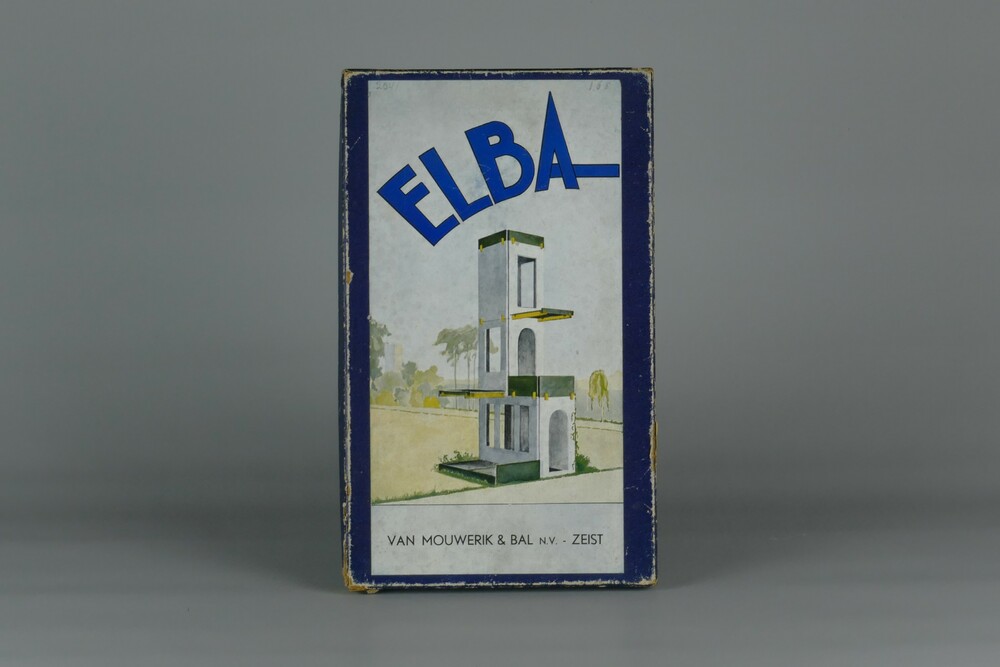 ELBA
VAN MOUWERIK & BAL N.V. - ZEIST